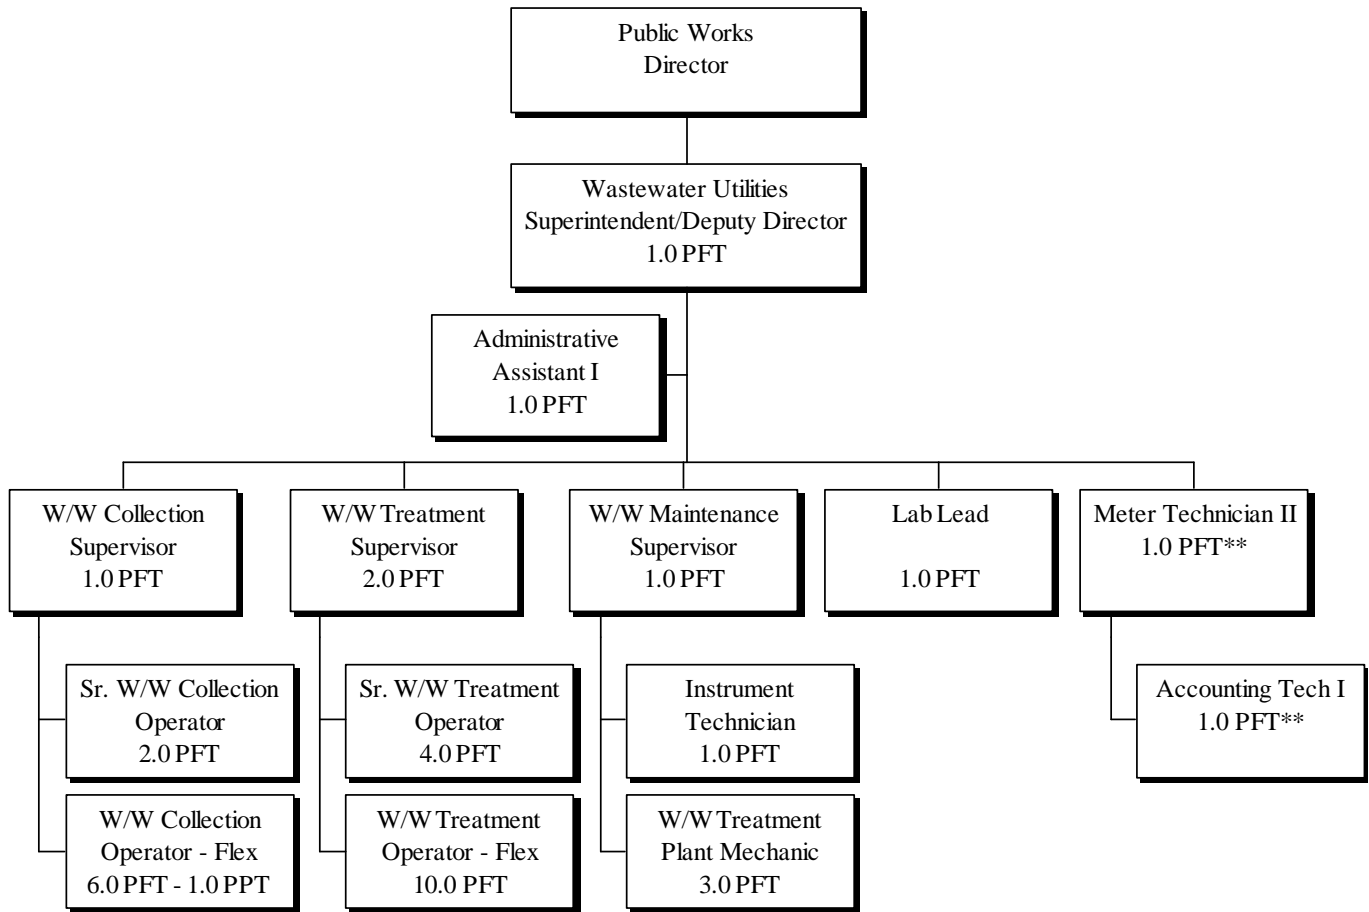 Public Works
Director
Wastewater Utilities
Superintendent/Deputy Director
1.0 PFT
Administrative
Assistant I
1.0 PFT
W/W Collection
Supervisor
1.0 PFT
W/W Treatment
Supervisor
2.0 PFT
W/W Maintenance
Supervisor
1.0 PFT
Lab Lead
1.0 PFT
Meter Technician II
1.0 PFT**
Sr. W/W Collection
Operator
2.0 PFT
Sr. W/W Treatment
Operator
4.0 PFT
Instrument
Technician
1.0 PFT
Accounting Tech I
1.0 PFT**
W/W Collection
Operator - Flex
6.0 PFT - 1.0 PPT
W/W Treatment
Operator - Flex
10.0 PFT
W/W Treatment
Plant Mechanic
3.0 PFT